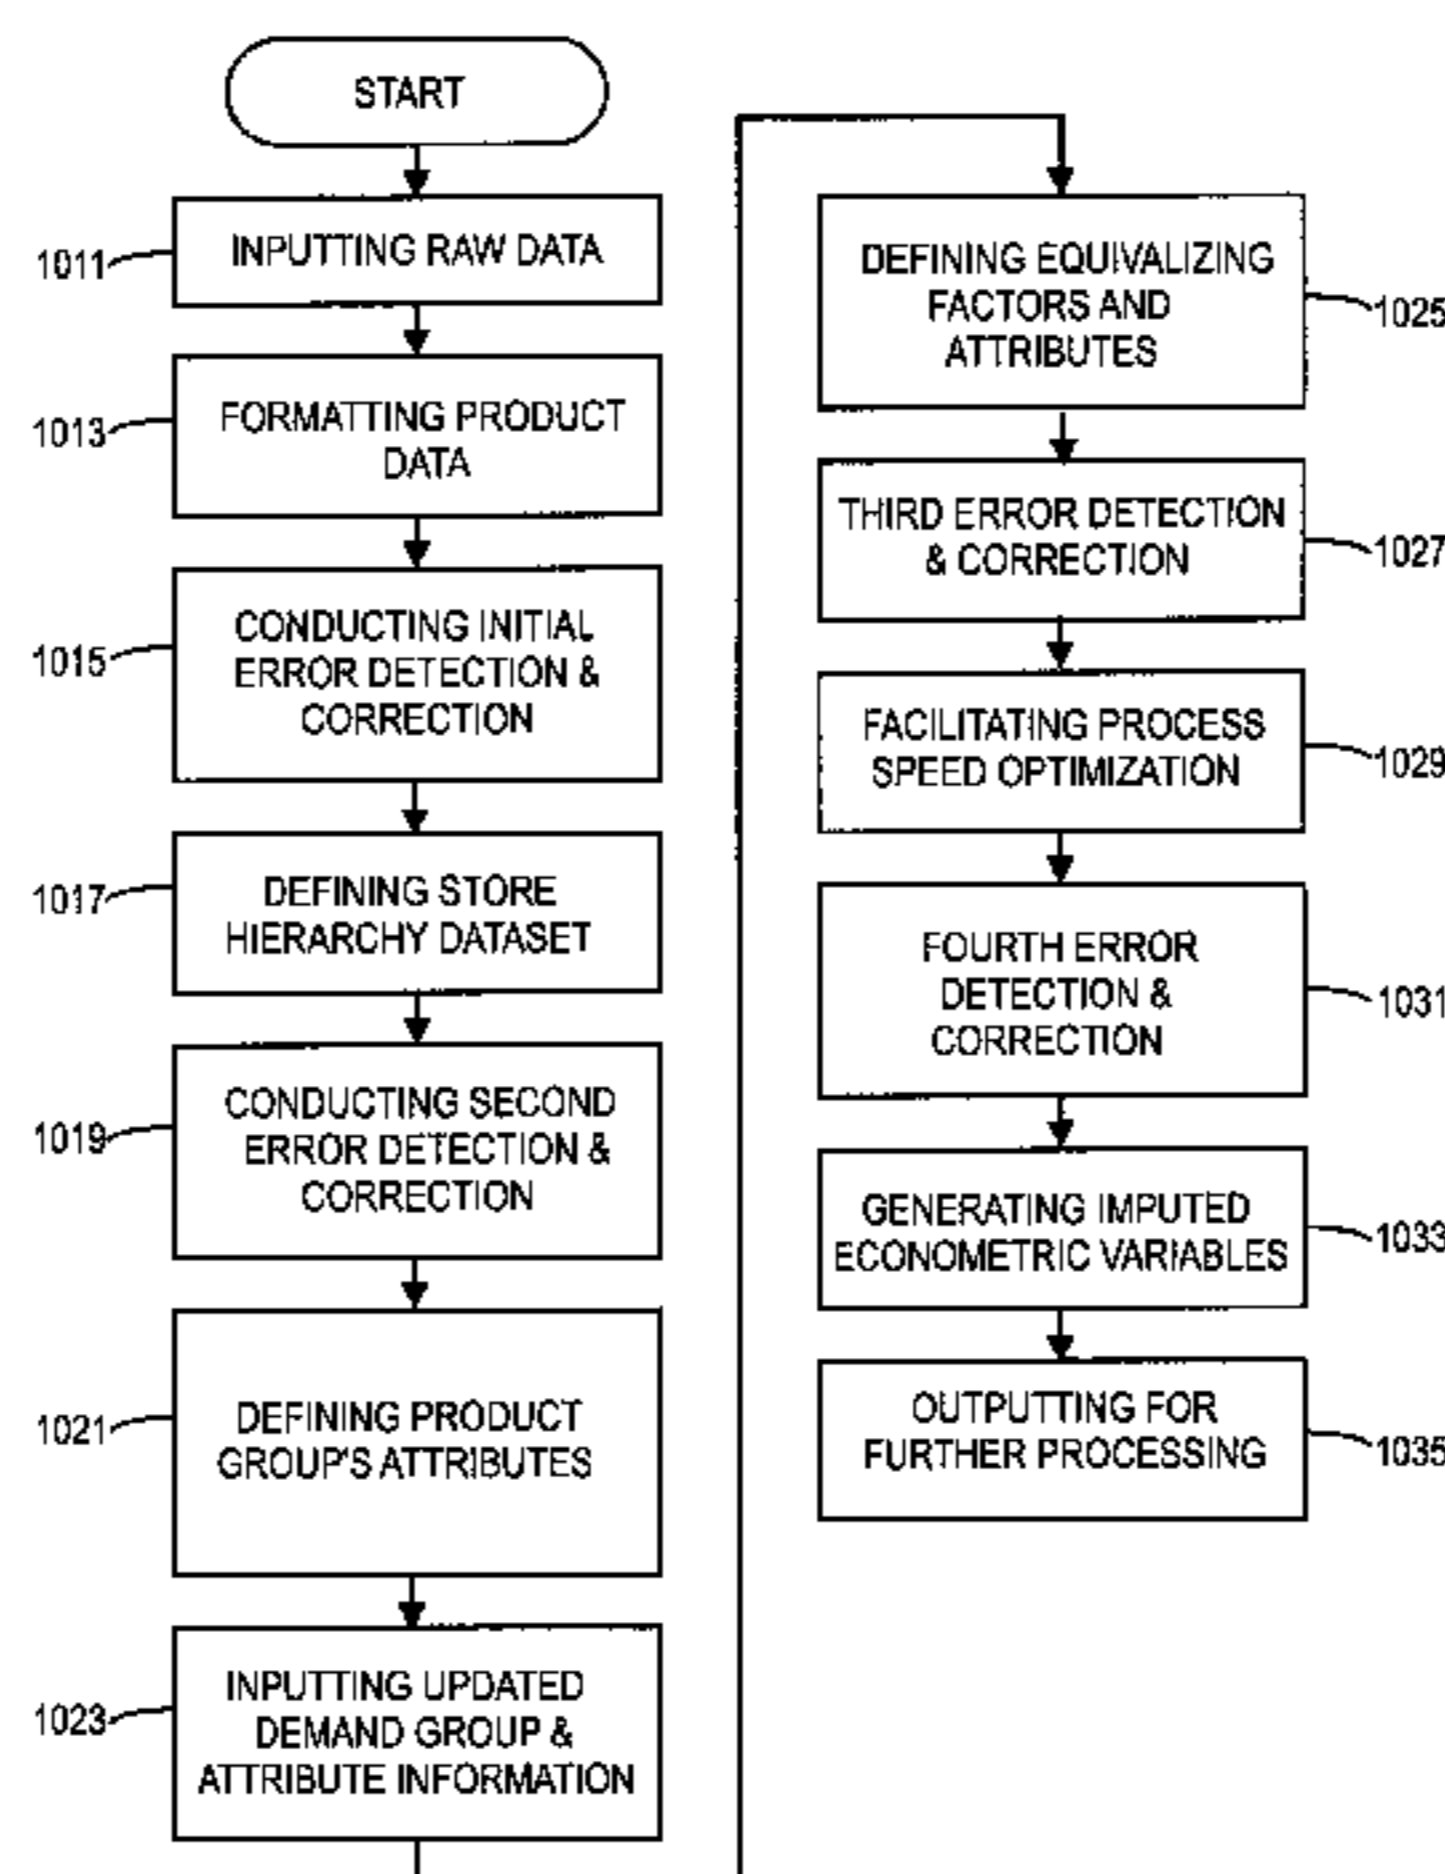 START
1011
INPUTTING RAW DATA
1013
FORMATTING PRODUCT
DATA
1015
CONDUCTING INITIAL
ERROR DETECTION &
CORRECTION
1017
DEFINING STORE
HIERARCHY DATASET
1019
CONDUCTING SECOND
ERROR DETECTION &
CORRECTION
1021
DEFINING PRODUCT
GROUP'S ATTRIBUTES
1023
INPUTTING UPDATED
DEMAND GROUP &
ATTRIBUTE INFORMATION
DEFINING EQUIVALIZING
FACTORS AND
ATTRIBUTES
1025
THIRD ERROR DETECTION
& CORRECTION
1027
FACILITATING PROCESS
SPEED OPTIMIZATION
1029
FOURTH ERROR
DETECTION &
CORRECTION
1031
GENERATING IMPUTED
ECONOMETRIC VARIABLES
1033
OUTPUTTING FOR
FURTHER PROCESSING
1035